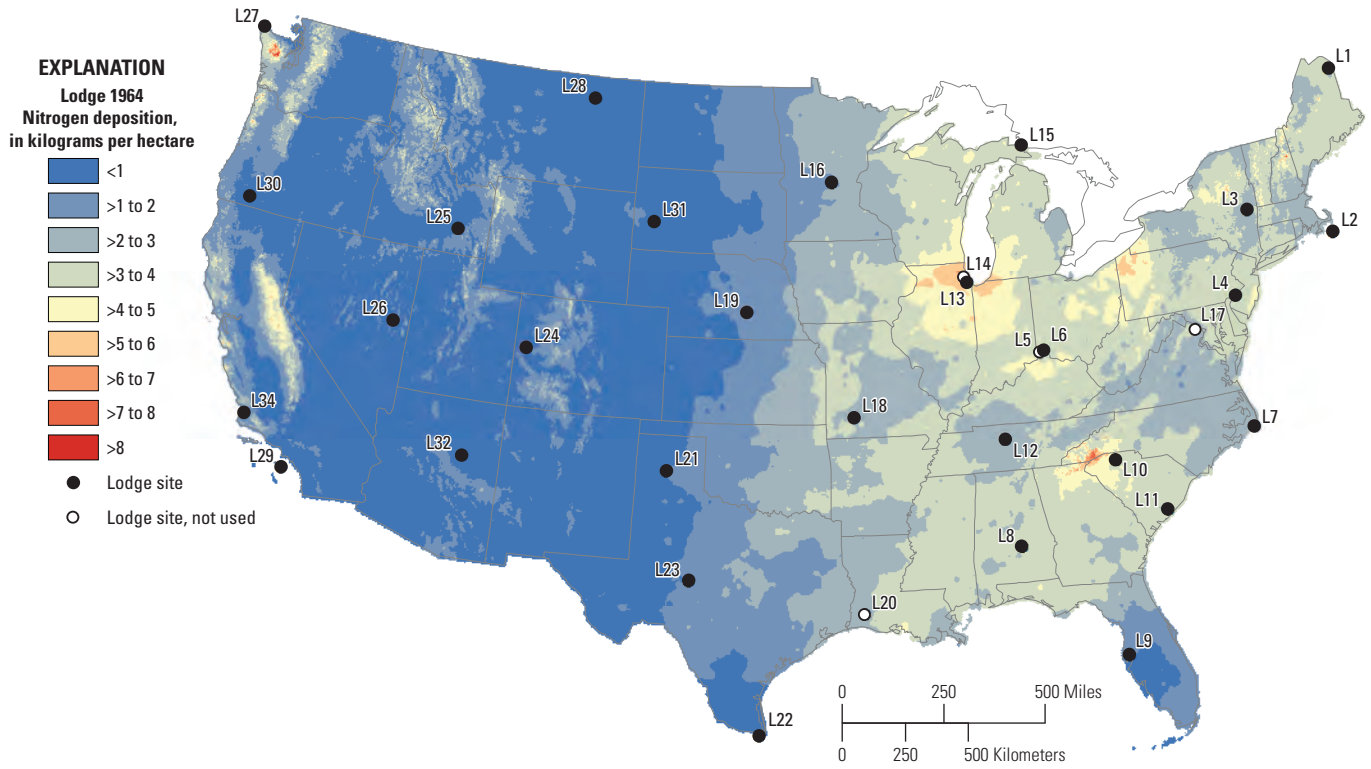 EXPLANATION
Lodge 1964
Nitrogen deposition,
in kilograms per hectare
<1
>1 to 2
>2 to 3
>3 to 4
>4 to 5
>5 to 6
>6 to 7
>7 to 8
>8
Lodge site
Lodge site, not used
L27
L28
L1
L15
L16
L30
L25
L31
L3
L2
L14
L13
L4
L19
L26
L24
L17
L5
L6
L34
L18
L7
L29
L32
L21
L12
L10
L11
L8
L23
L20
L9
L22
0 250 500 Miles
0 250 500 Kilometers